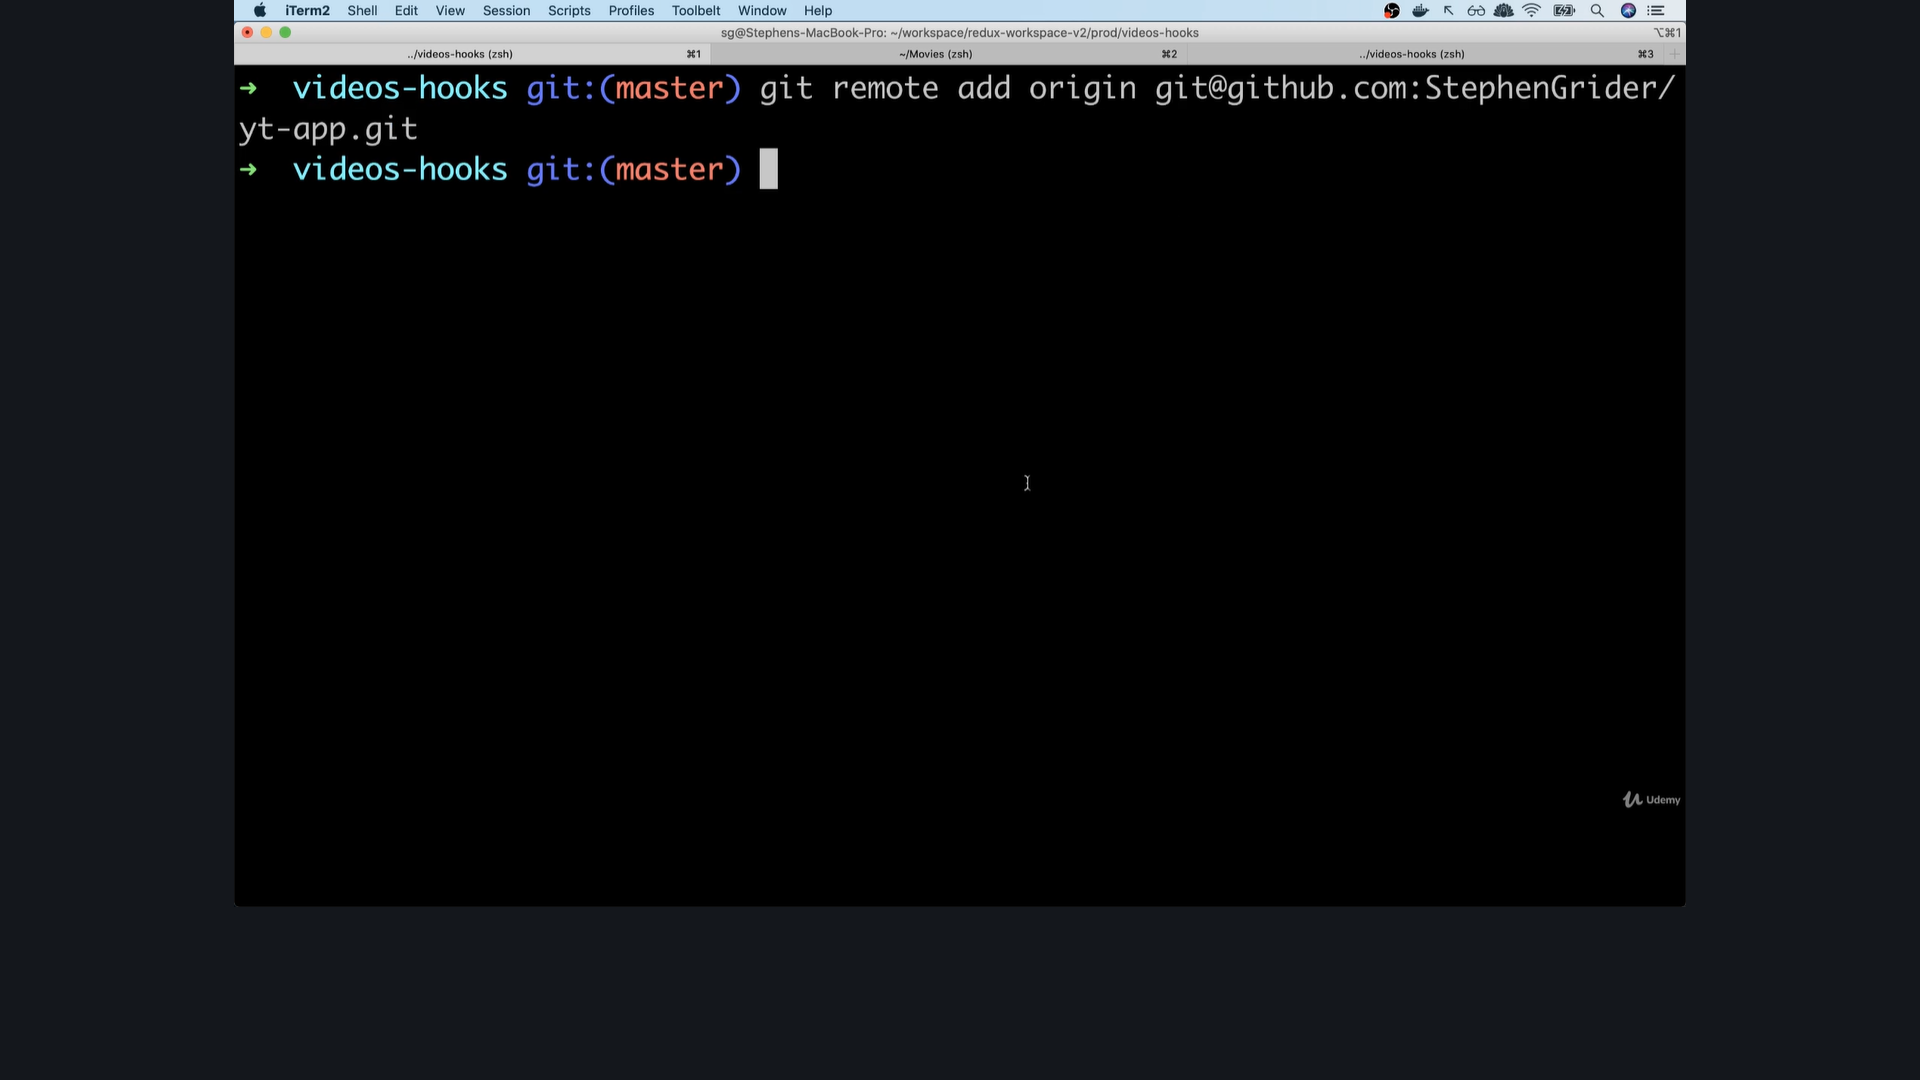 iTerm2 Shell Edit View Session Scripts Profiles Toolbelt Window Help
sg@Stephens-MacBook-Pro: ~/workspace/redux-workspace-v2/prod/videos-hooks ⌥⌘1
../videos-hooks (zsh) ⌘1 ~/Movies (zsh) ⌘2 ../videos-hooks (zsh) ⌘3
➜ videos-hooks git:(master) git remote add origin git@github.com:StephenGrider/
yt-app.git
➜ videos-hooks git:(master)
Udemy